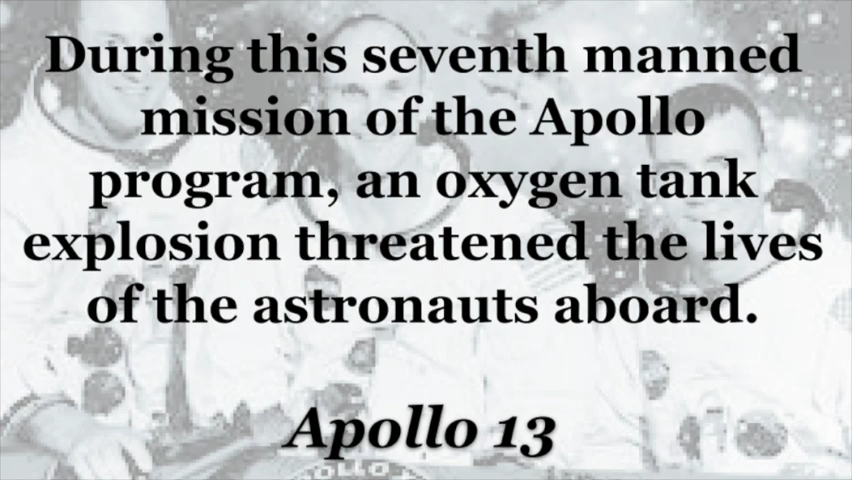 During this seventh manned
mission of the Apollo
program, an oxygen tank
explosion threatened the lives
of the astronauts aboard.
Apollo 13